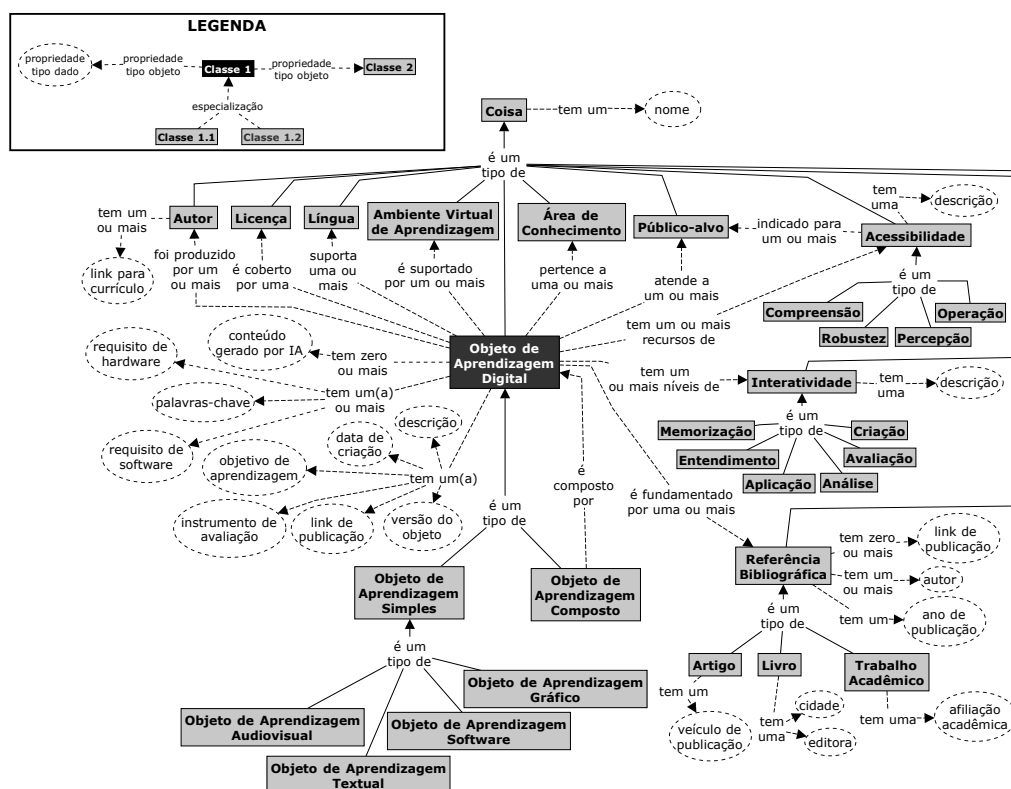 LEGENDA
propriedade
tipo dado
propriedade
tipo objeto
Classe 1
propriedade
tipo objeto
Classe 2
especialização
Classe 1.1
Classe 1.2
Coisa
tem um
nome
é um
tipo de
Autor
Licença
Língua
Ambiente Virtual
de Aprendizagem
Área de
Conhecimento
Público-alvo
Acessibilidade
tem
uma
descrição
indicado para
um ou mais
tem um
ou mais
link para
currículo
foi produzido
por um
ou mais
é coberto
por uma
suporta
uma ou
mais
é suportado
por um ou mais
pertence a
uma ou mais
atende a
um ou mais
tem um ou mais
recursos de
é um
tipo de
Compreensão
Operação
Robustez
Percepção
Objeto de
Aprendizagem
Digital
conteúdo
gerado por IA
tem zero
ou mais
requisito de
hardware
tem um(a)
ou mais
palavras-chave
requisito de
software
descrição
data de
criação
objetivo de
aprendizagem
tem um(a)
instrumento de
avaliação
link de
publicação
versão do
objeto
tem um
ou mais níveis de
Interatividade
tem
uma
descrição
é um
tipo de
Memorização
Criação
Entendimento
Avaliação
Aplicação
Análise
é
composto
por
é fundamentado
por uma ou mais
é um
tipo de
Objeto de
Aprendizagem
Simples
Objeto de
Aprendizagem
Composto
Referência
Bibliográfica
tem zero
ou mais
link de
publicação
tem um
ou mais
autor
tem um
ano de
publicação
é um
tipo de
Artigo
Livro
Trabalho
Acadêmico
tem um
veículo de
publicação
tem
uma
cidade
editora
tem uma
afiliação
acadêmica
é um
tipo de
Objeto de Aprendizagem
Gráfico
Objeto de Aprendizagem
Audiovisual
Objeto de Aprendizagem
Software
Objeto de Aprendizagem
Textual